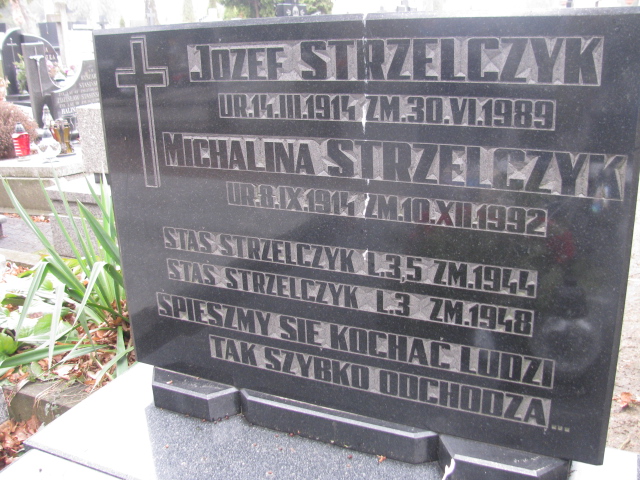 JOZEF STRZELCZYK
UR.14.III.1914 ZM.30.VI.1989
MICHALINA STRZELCZYK
UR.8.IX.1914 ZM.10.XII.1992
STAŚ STRZELCZYK L.3,5 ZM.1944
STAŚ STRZELCZYK L.3 ZM.1948
ŚPIESZMY SIĘ KOCHAĆ LUDZI
TAK SZYBKO ODCHODZĄ,...